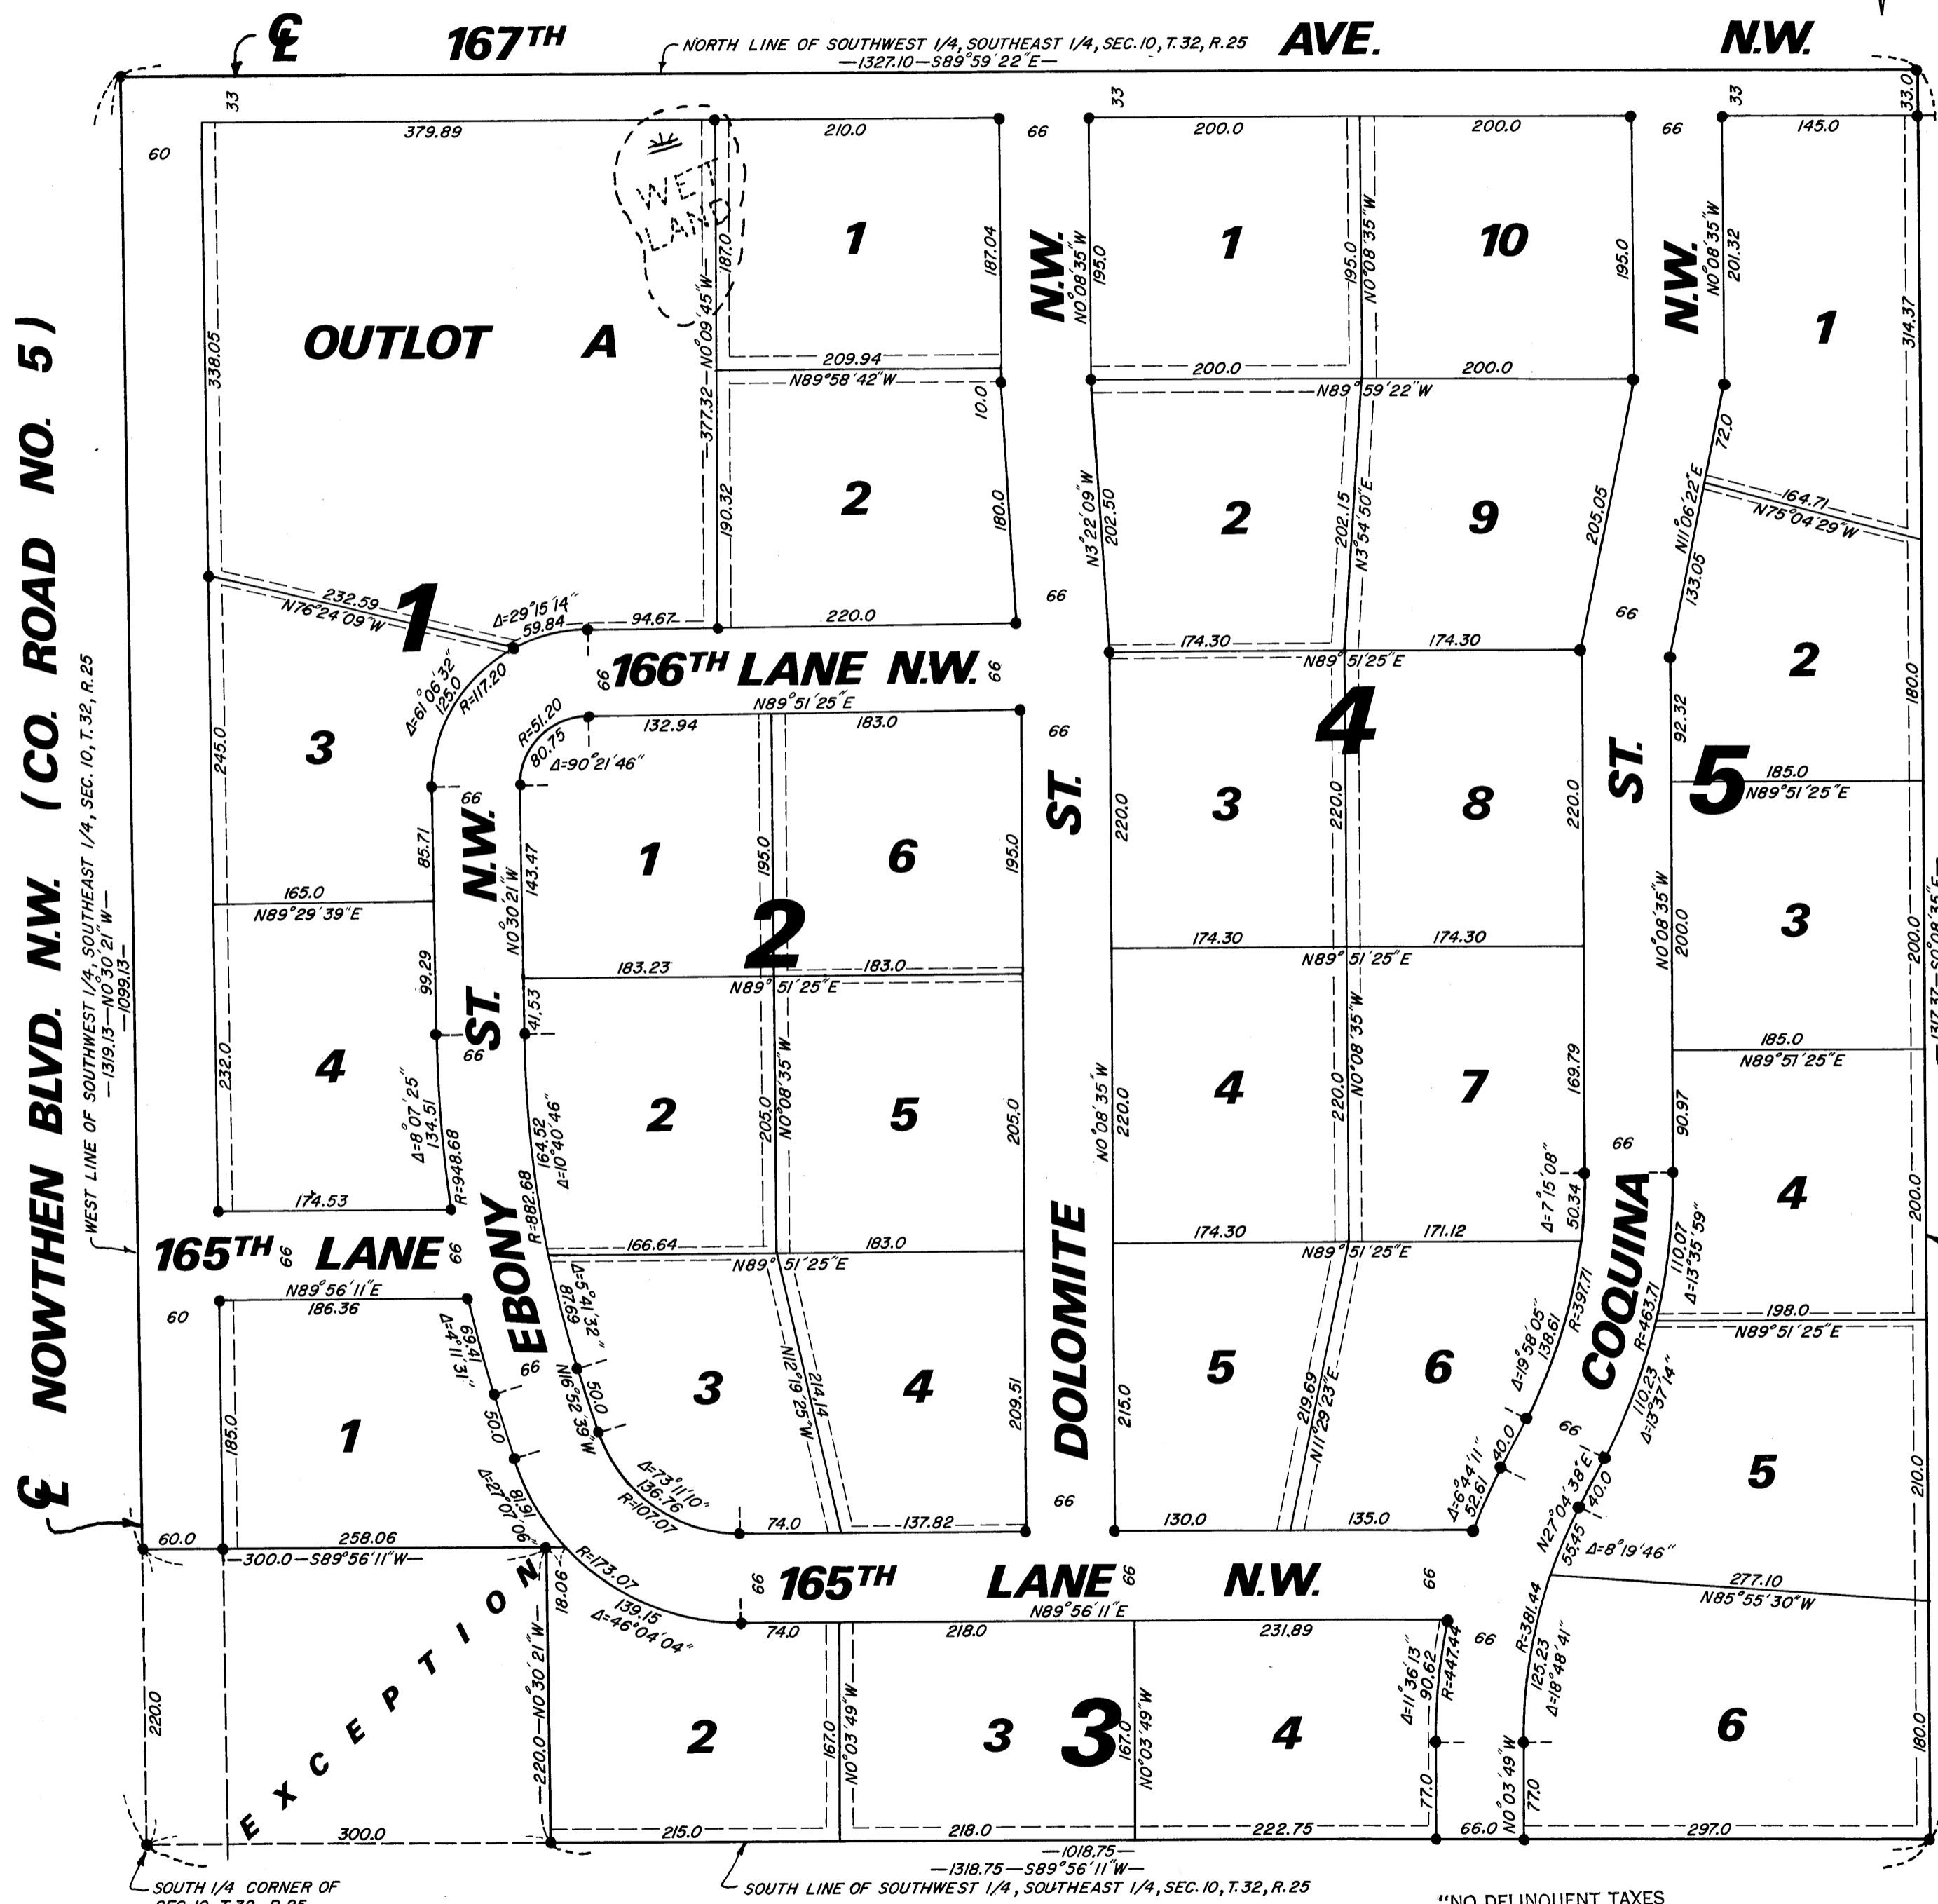 ℄ 167TH AVE. N.W.
NORTH LINE OF SOUTHWEST 1/4, SOUTHEAST 1/4, SEC. 10, T. 32, R. 25
—1327.10—S89°59'22"E—
33
33
33
33.0
379.89
210.0
66
200.0
200.0
66
145.0
60
WET
LAND
187.0
1
187.04
N.W.
N0°08'35"W
195.0
1
195.0
N0°08'35"W
10
195.0
N.W.
N0°08'35"W
201.32
1
314.37
OUTLOT A
338.05
—377.32—N0°09'45"W—
209.94
N89°58'42"W
200.0
200.0
N89°59'22"W
10.0
72.0
190.32
2
180.0
N3°22'09"W
202.50
2
202.15
N3°54'50"E
9
205.05
N11°06'22"E
133.05
164.71
N75°04'29"W
232.59
N76°24'09"W
1
Δ=29°15'14"
59.84
94.67
220.0
66
66
174.30
174.30
N89°51'25"E
2
180.0
166TH LANE N.W.
66
66
Δ=61°06'32"
125.0
R=117.20
N89°51'25"E
132.94
183.0
R=51.20
80.75
Δ=90°21'46"
66
4
92.32
3
245.0
85.71
66
N.W.
143.47
N0°30'21"W
1
195.0
6
195.0
ST.
220.0
3
220.0
8
220.0
ST.
5
185.0
N89°51'25"E
165.0
N89°29'39"E
2
183.23
183.0
N89°51'25"E
174.30
174.30
N89°51'25"E
N0°08'35"W
200.0
3
200.0
99.29
ST.
41.53
66
4
232.0
Δ=8°07'25"
134.51
R=948.68
164.52
Δ=10°40'46"
R=882.68
2
205.0
N0°08'35"W
5
205.0
N0°08'35"W
220.0
4
220.0
N0°08'35"W
7
169.79
185.0
N89°51'25"E
90.97
66
4
200.0
174.53
165TH LANE
66
66
EBONY
166.64
183.0
N89°51'25"E
DOLOMITE
174.30
171.12
N89°51'25"E
Δ=7°15'08"
50.34
COQUINA
110.07
Δ=13°35'59"
N89°56'11"E
186.36
60
69.41
Δ=4°11'31"
66
Δ=5°41'32"
87.69
R=397.71
R=463.71
198.0
N89°51'25"E
185.0
1
50.0
50.0
N16°52'39"W
3
N12°19'25"W
214.14
4
209.51
215.0
5
219.69
N11°29'23"E
6
Δ=19°58'05"
138.61
110.23
Δ=13°37'14"
66
40.0
40.0
N27°04'38"E
5
210.0
Δ=27°07'06"
81.91
Δ=73°11'10"
136.76
R=107.07
74.0
137.82
66
130.0
135.0
Δ=6°44'11"
52.61
55.45
Δ=8°19'46"
60.0
258.06
—300.0—S89°56'11"W—
R=173.07
139.15
Δ=46°04'04"
66
165TH LANE N.W.
66
66
N89°56'11"E
74.0
218.0
231.89
277.10
N85°55'30"W
18.06
—220.0—N0°30'21"W—
220.0
EXCEPTION
2
167.0
N0°03'49"W
3
3
167.0
N0°03'49"W
4
Δ=11°36'13"
90.62
R=447.44
66
R=381.44
125.23
Δ=18°48'41"
77.0
N0°03'49"W
77.0
6
180.0
300.0
215.0
218.0
222.75
66.0
297.0
—1018.75—
—1318.75—S89°56'11"W—
SOUTH 1/4 CORNER OF
SEC. 10, T. 32, R. 25
SOUTH LINE OF SOUTHWEST 1/4, SOUTHEAST 1/4, SEC. 10, T. 32, R. 25
"NO DELINQUENT TAXES
℄ NOWTHEN BLVD. N.W. (CO. ROAD NO. 5)
WEST LINE OF SOUTHWEST 1/4, SOUTHEAST 1/4, SEC. 10, T. 32, R. 25
—1319.13—N0°30'21"W—
—1099.13—
—1317.37—S0°08'35"E—